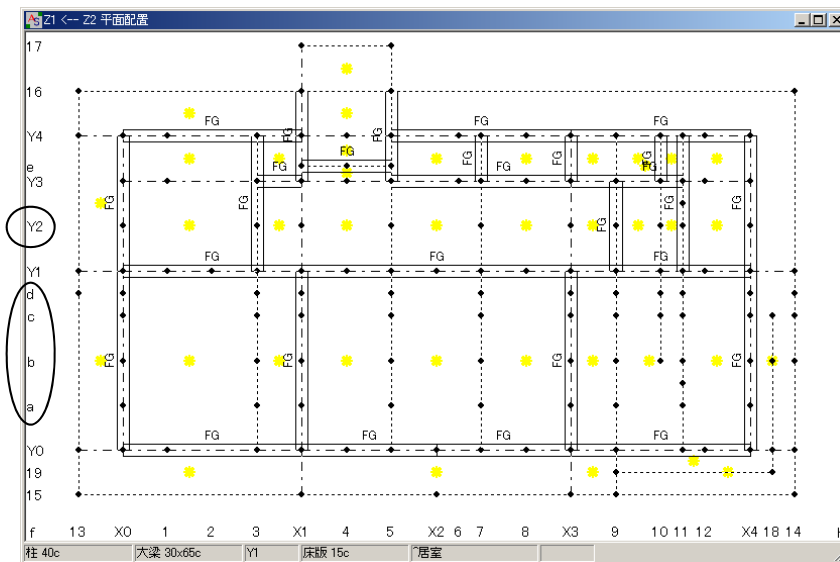 Z1 <-- Z2 平面配置
17
16
FG FG FG
Y4
FG FG FG FG FG FG
e
FG FG
Y3
FG FG FG
Y2
FG FG FG
Y1
d
c
b
FG FG FG
a
FG FG FG FG
Y0
19
15
f 13 X0 1 2 3 X1 4 5 X2 6 7 8 X3 9 10 11 12 X4 18 14
柱 40c 大梁 30x65c Y1 床版 15c ^居室